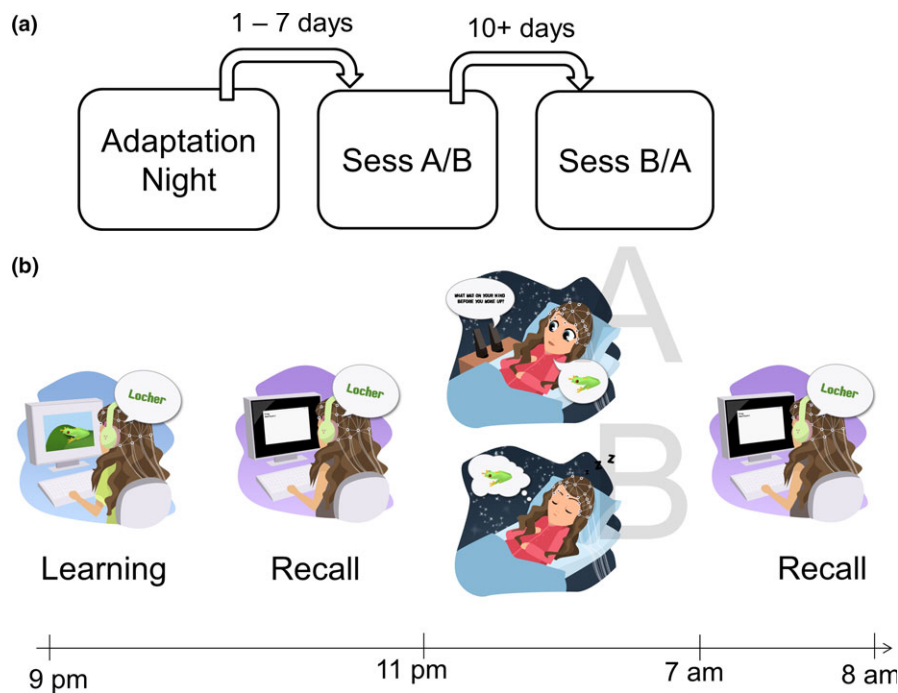 (a)
1 – 7 days
10+ days
Adaptation
Night
Sess A/B
Sess B/A
(b)
A
WHAT WAS ON YOUR MIND
BEFORE YOU WOKE UP?
Locher
Locher
Locher
B
z z z
Learning
Recall
Recall
9 pm
11 pm
7 am
8 am